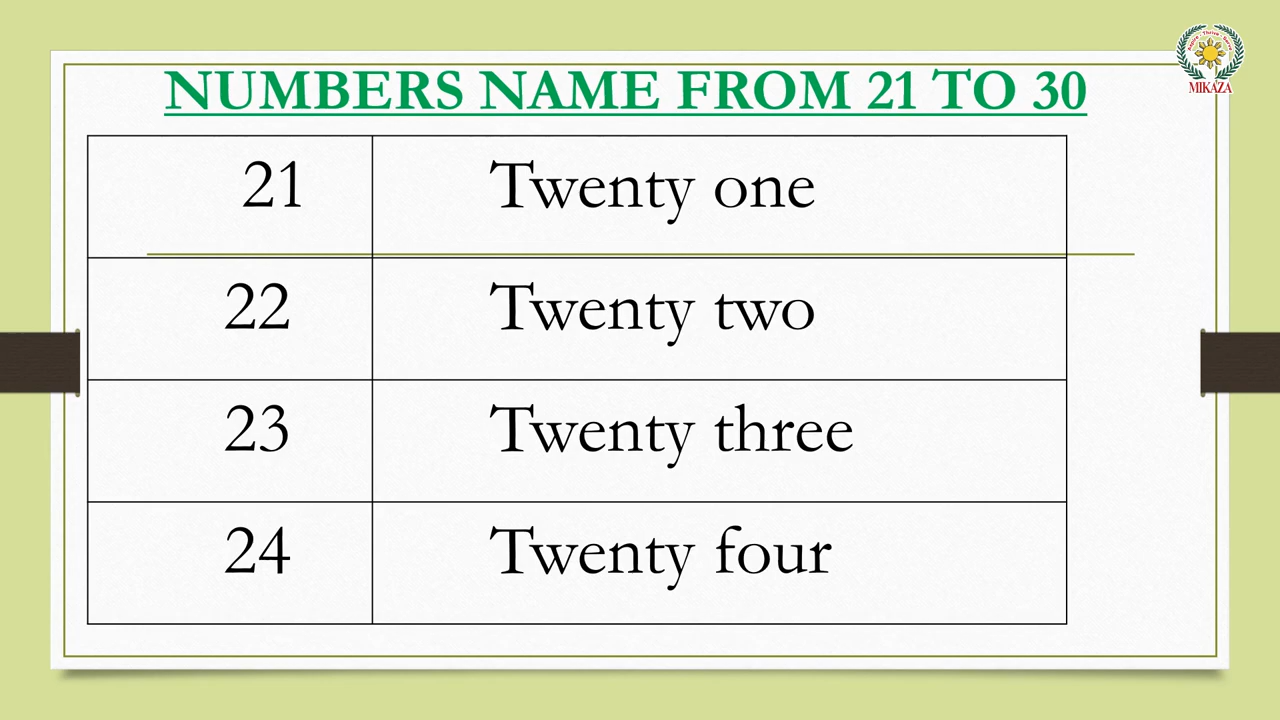 NUMBERS NAME FROM 21 TO 30
MIKAZA
21 Twenty one
22 Twenty two
23 Twenty three
24 Twenty four